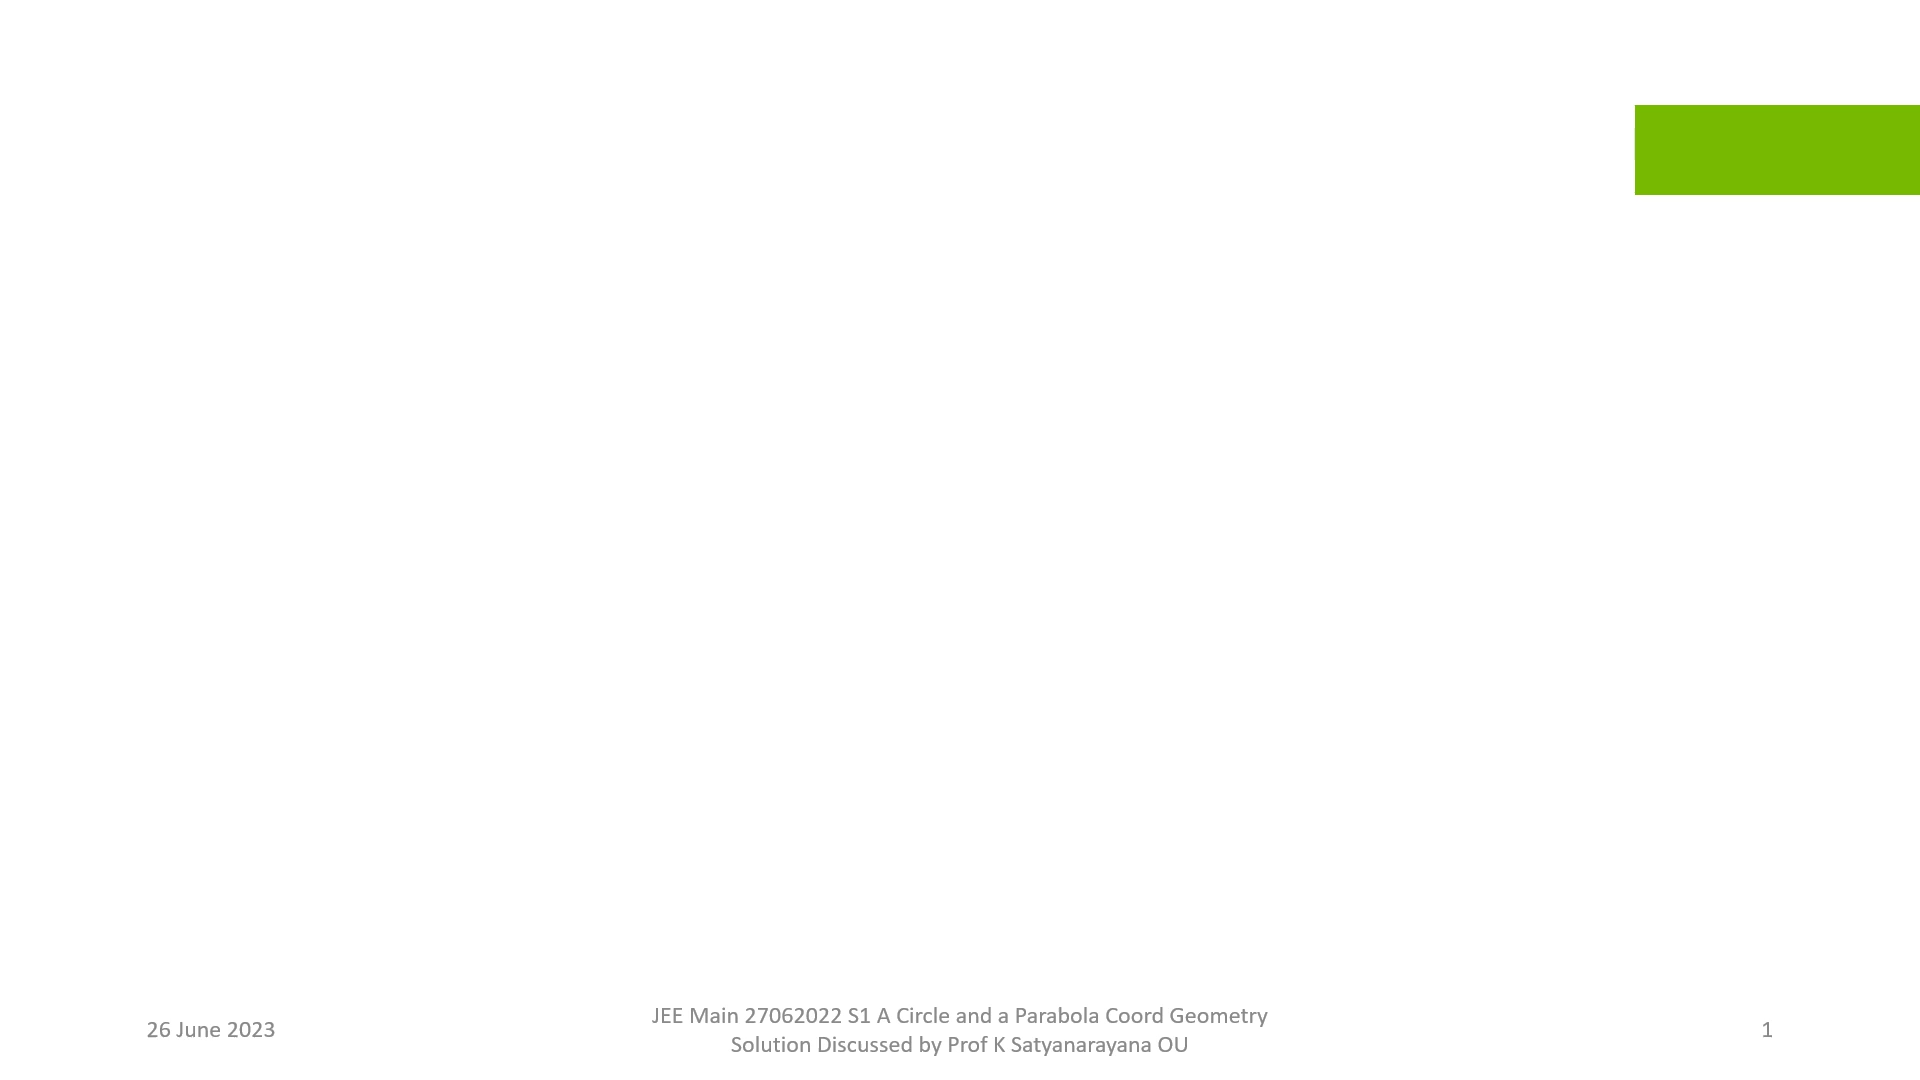 26 June 2023
JEE Main 27062022 S1 A Circle and a Parabola Coord Geometry
Solution Discussed by Prof K Satyanarayana OU
1